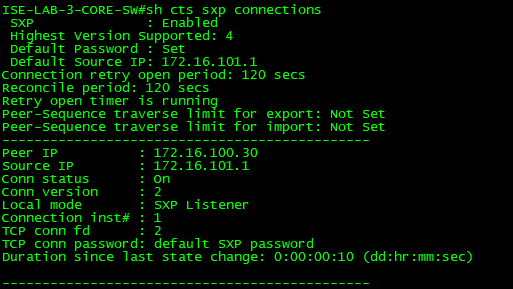 ISE-LAB-3-CORE-SW#sh cts sxp connections
 SXP              : Enabled
 Highest Version Supported: 4
 Default Password : Set
 Default Source IP: 172.16.101.1
Connection retry open period: 120 secs
Reconcile period: 120 secs
Retry open timer is running
Peer-Sequence traverse limit for export: Not Set
Peer-Sequence traverse limit for import: Not Set
----------------------------------------------
Peer IP          : 172.16.100.30
Source IP        : 172.16.101.1
Conn status      : On
Conn version     : 2
Local mode       : SXP Listener
Connection inst# : 1
TCP conn fd      : 2
TCP conn password: default SXP password
Duration since last state change: 0:00:00:10 (dd:hr:mm:sec)
----------------------------------------------